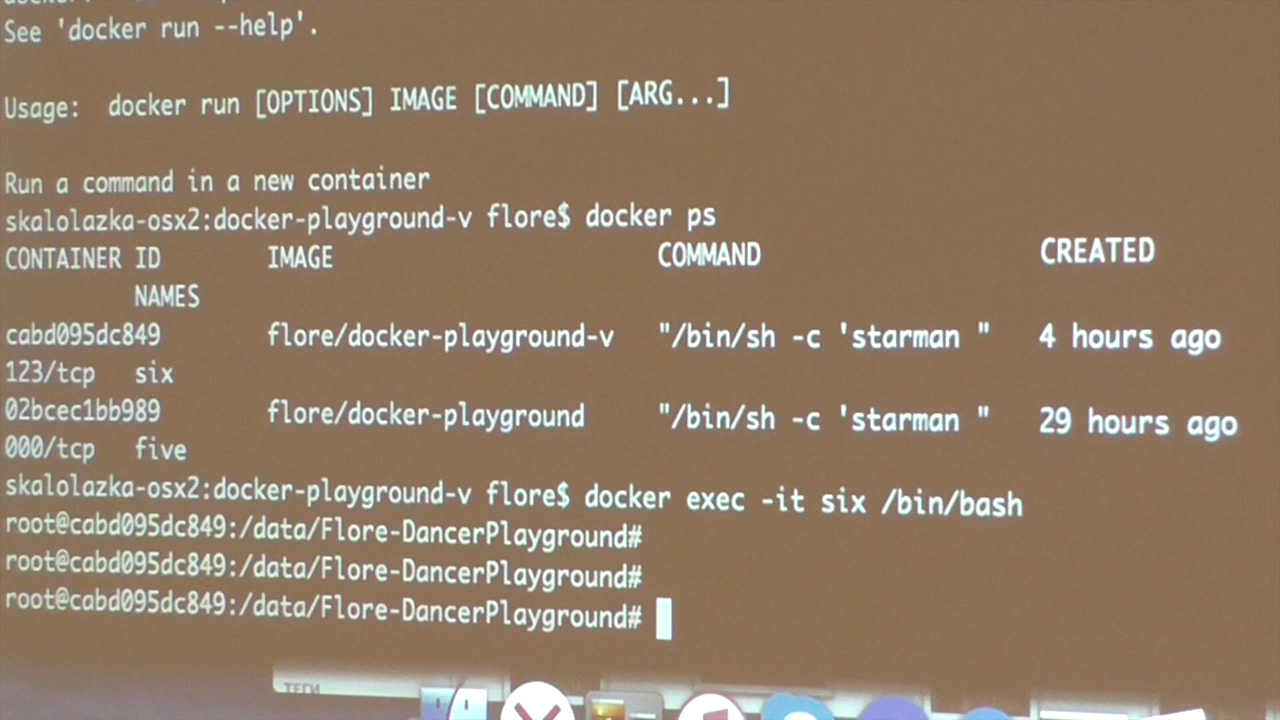 See 'docker run --help'.
Usage:  docker run [OPTIONS] IMAGE [COMMAND] [ARG...]
Run a command in a new container
skalolazka-osx2:docker-playground-v flore$ docker ps
CONTAINER ID IMAGE COMMAND CREATED
NAMES
cabd095dc849 flore/docker-playground-v "/bin/sh -c 'starman " 4 hours ago
123/tcp six
02bcec1bb989 flore/docker-playground "/bin/sh -c 'starman " 29 hours ago
000/tcp five
skalolazka-osx2:docker-playground-v flore$ docker exec -it six /bin/bash
root@cabd095dc849:/data/Flore-DancerPlayground#
root@cabd095dc849:/data/Flore-DancerPlayground#
root@cabd095dc849:/data/Flore-DancerPlayground#
TECH